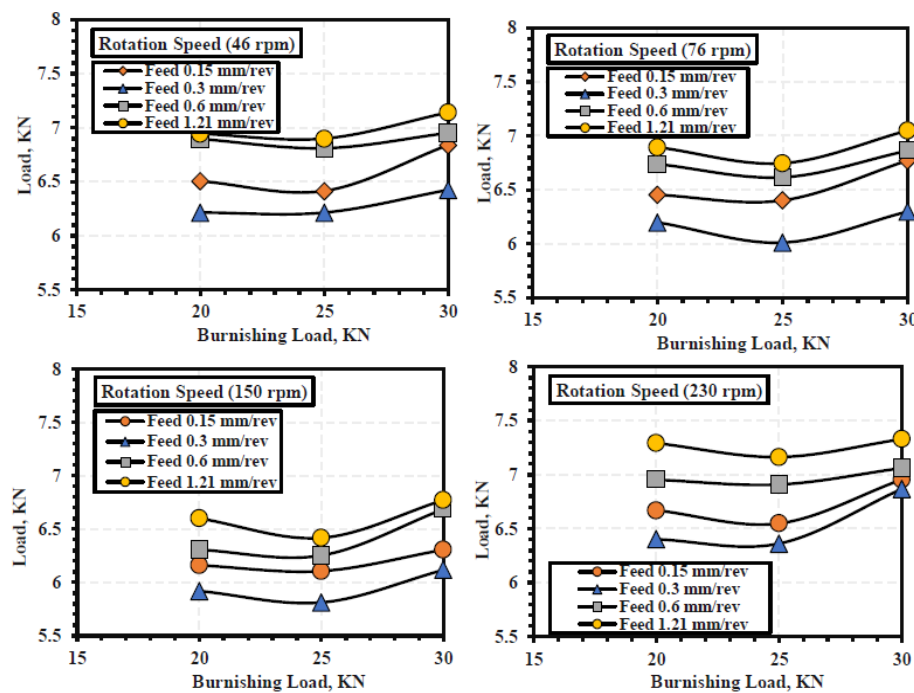 8
7.5
7
6.5
6
5.5
15
20
25
30
Load, KN
Burnishing Load, KN
Rotation Speed (46 rpm)
Feed 0.15 mm/rev
Feed 0.3 mm/rev
Feed 0.6 mm/rev
Feed 1.21 mm/rev
8
7.5
7
6.5
6
5.5
15
20
25
30
Load, KN
Burnishing Load, KN
Rotation Speed (76 rpm)
Feed 0.15 mm/rev
Feed 0.3 mm/rev
Feed 0.6 mm/rev
Feed 1.21 mm/rev
8
7.5
7
6.5
6
5.5
15
20
25
30
Load, KN
Burnishing Load, KN
Rotation Speed (150 rpm)
Feed 0.15 mm/rev
Feed 0.3 mm/rev
Feed 0.6 mm/rev
Feed 1.21 mm/rev
8
7.5
7
6.5
6
5.5
15
20
25
30
Load, KN
Burnishing Load, KN
Rotation Speed (230 rpm)
Feed 0.15 mm/rev
Feed 0.3 mm/rev
Feed 0.6 mm/rev
Feed 1.21 mm/rev